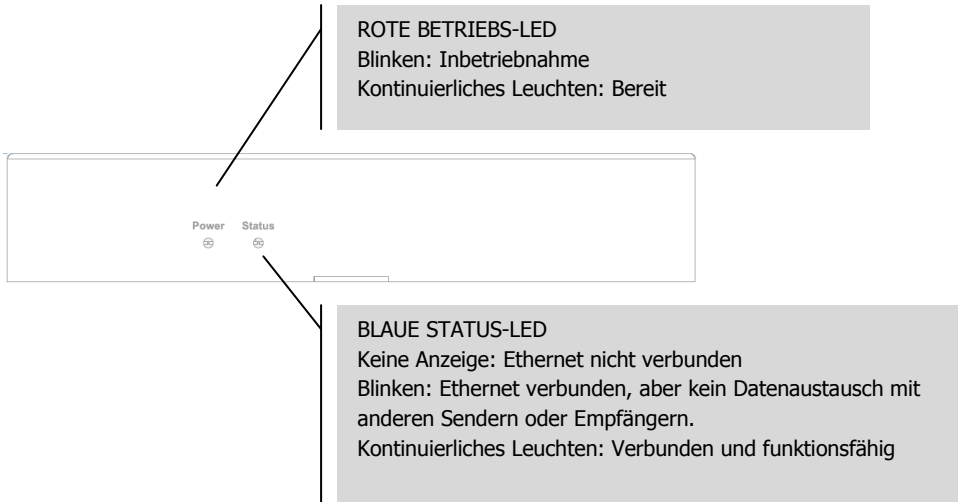 ROTE BETRIEBS-LED
Blinken: Inbetriebnahme
Kontinuierliches Leuchten: Bereit
Power Status
BLAUE STATUS-LED
Keine Anzeige: Ethernet nicht verbunden
Blinken: Ethernet verbunden, aber kein Datenaustausch mit
anderen Sendern oder Empfängern.
Kontinuierliches Leuchten: Verbunden und funktionsfähig